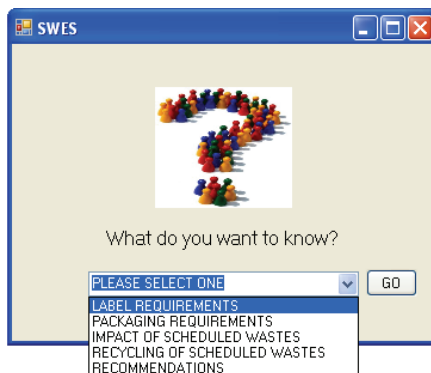 SWES
What do you want to know?
PLEASE SELECT ONE
GO
LABEL REQUIREMENTS
PACKAGING REQUIREMENTS
IMPACT OF SCHEDULED WASTES
RECYCLING OF SCHEDULED WASTES
RECOMMENDATIONS